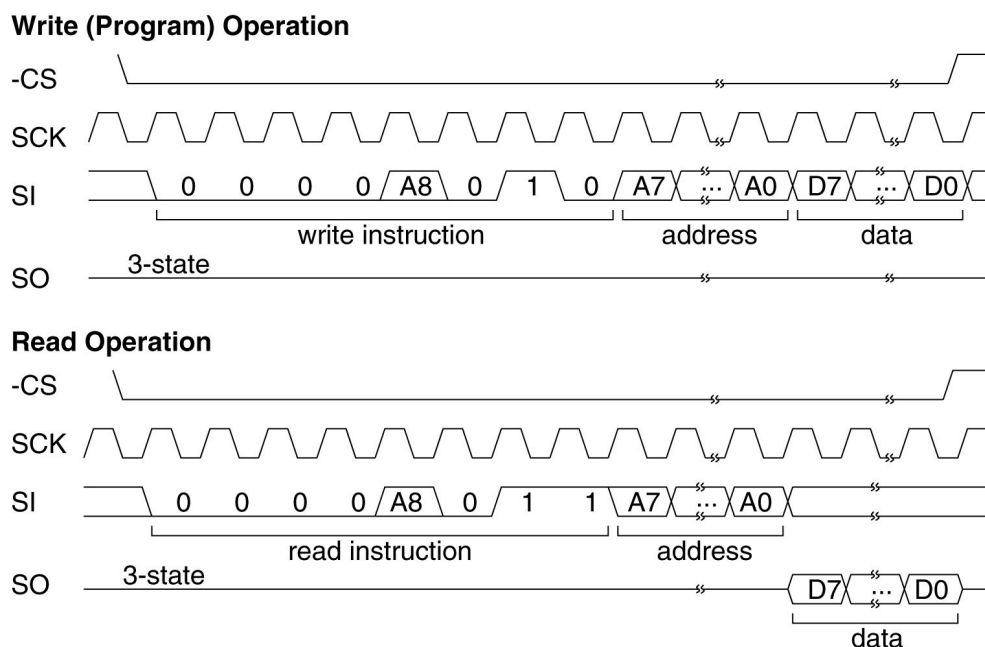 Write (Program) Operation
-CS
SCK
SI 0 0 0 0 A8 0 1 0 A7 ... A0 D7 ... D0
write instruction address data
SO 3-state
Read Operation
-CS
SCK
SI 0 0 0 0 A8 0 1 1 A7 ... A0
read instruction address
SO 3-state D7 ... D0
data